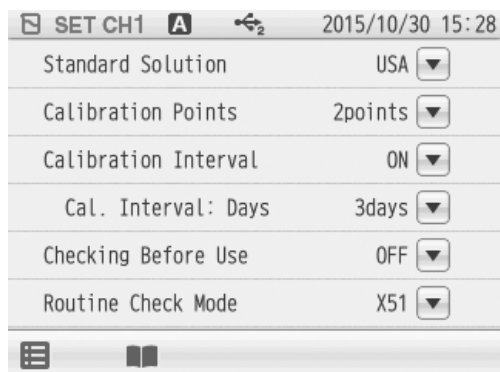 SET CH1 A 2 2015/10/30 15:28
Standard Solution USA
Calibration Points 2points
Calibration Interval ON
Cal. Interval: Days 3days
Checking Before Use OFF
Routine Check Mode X51